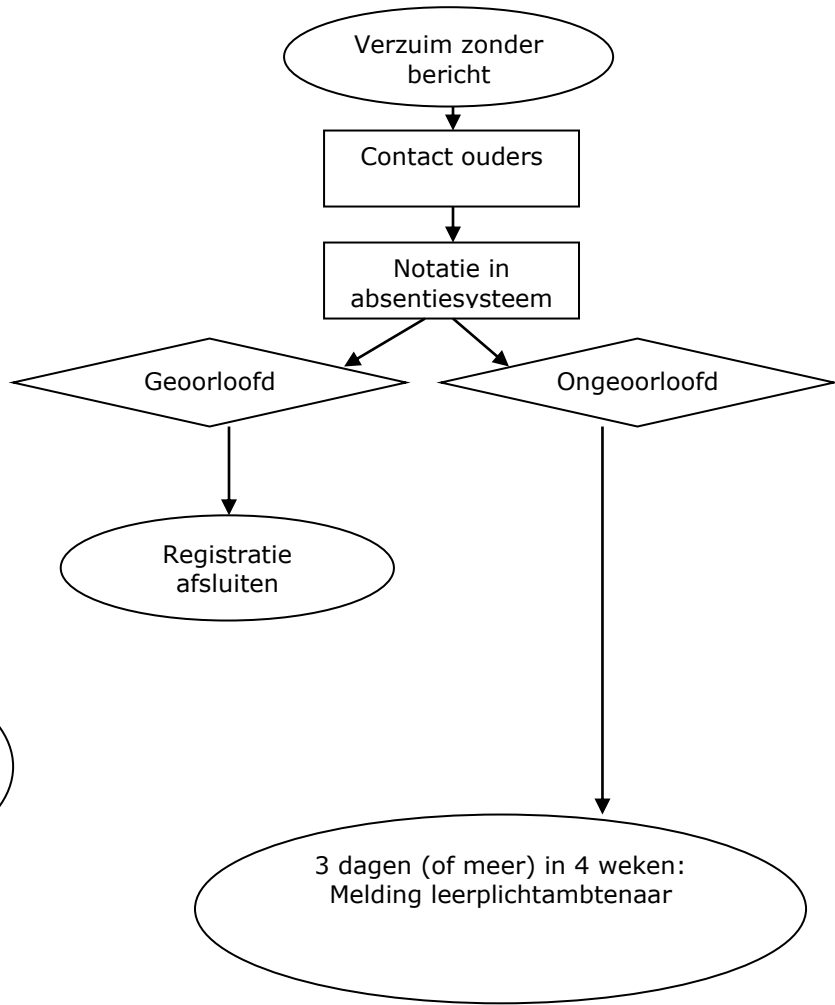 Verzuim zonder
bericht
Contact ouders
Notatie in
absentiesysteem
Geoorloofd
Ongeoorloofd
Registratie
afsluiten
3 dagen (of meer) in 4 weken:
Melding leerplichtambtenaar